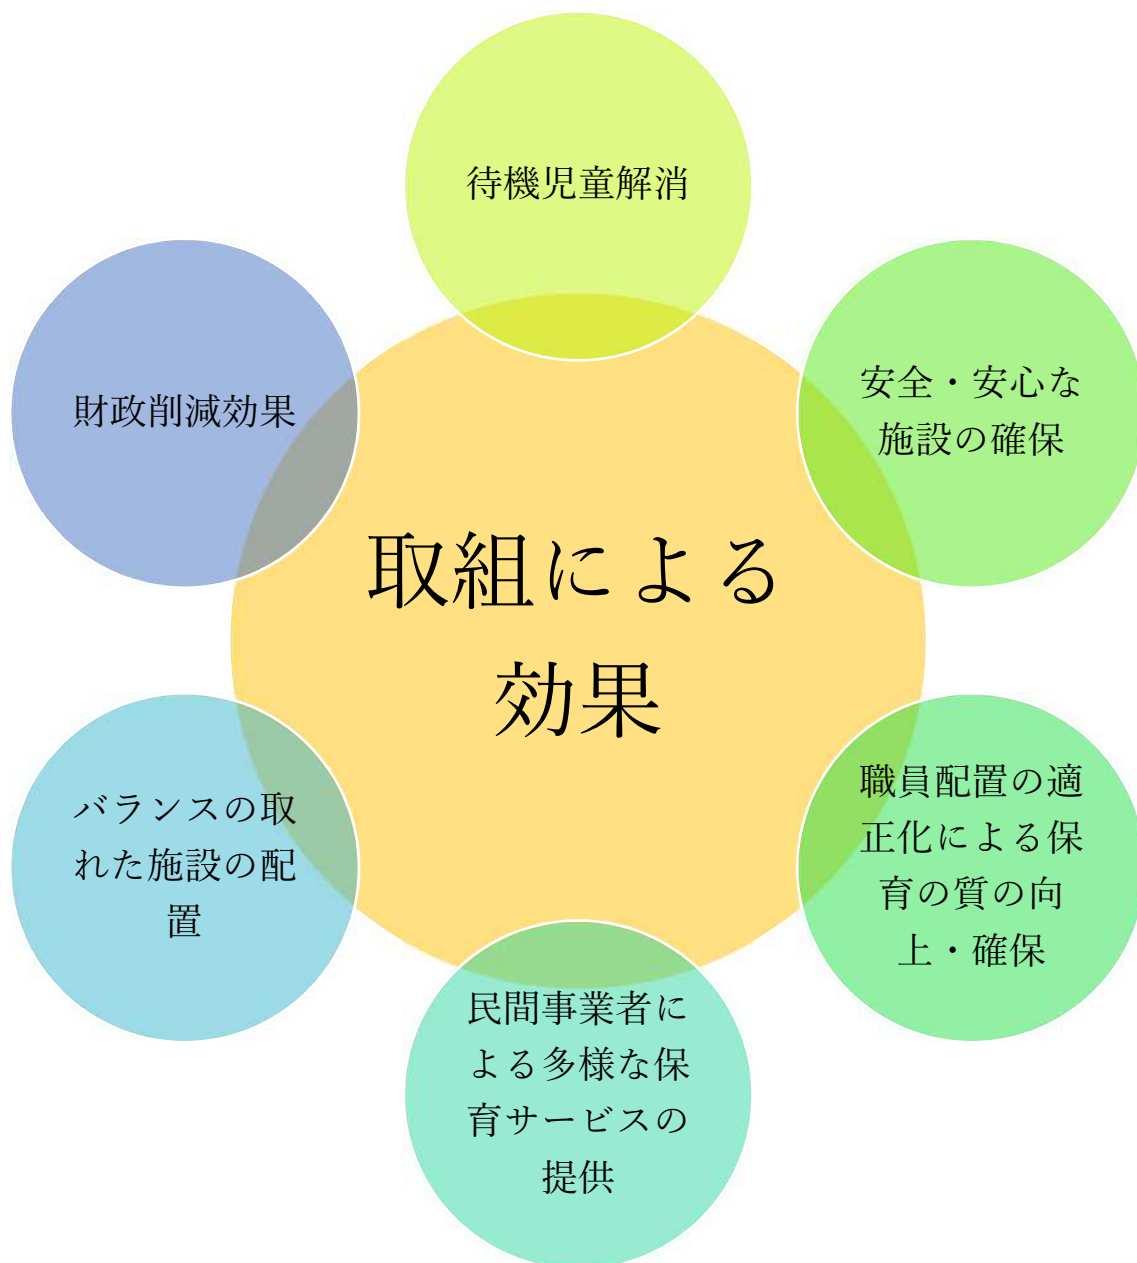 待機児童解消
安全・安心な
施設の確保
職員配置の適
正化による保
育の質の向
上・確保
民間事業者に
よる多様な保
育サービスの
提供
バランスの取
れた施設の配
置
財政削減効果
取組による
効果